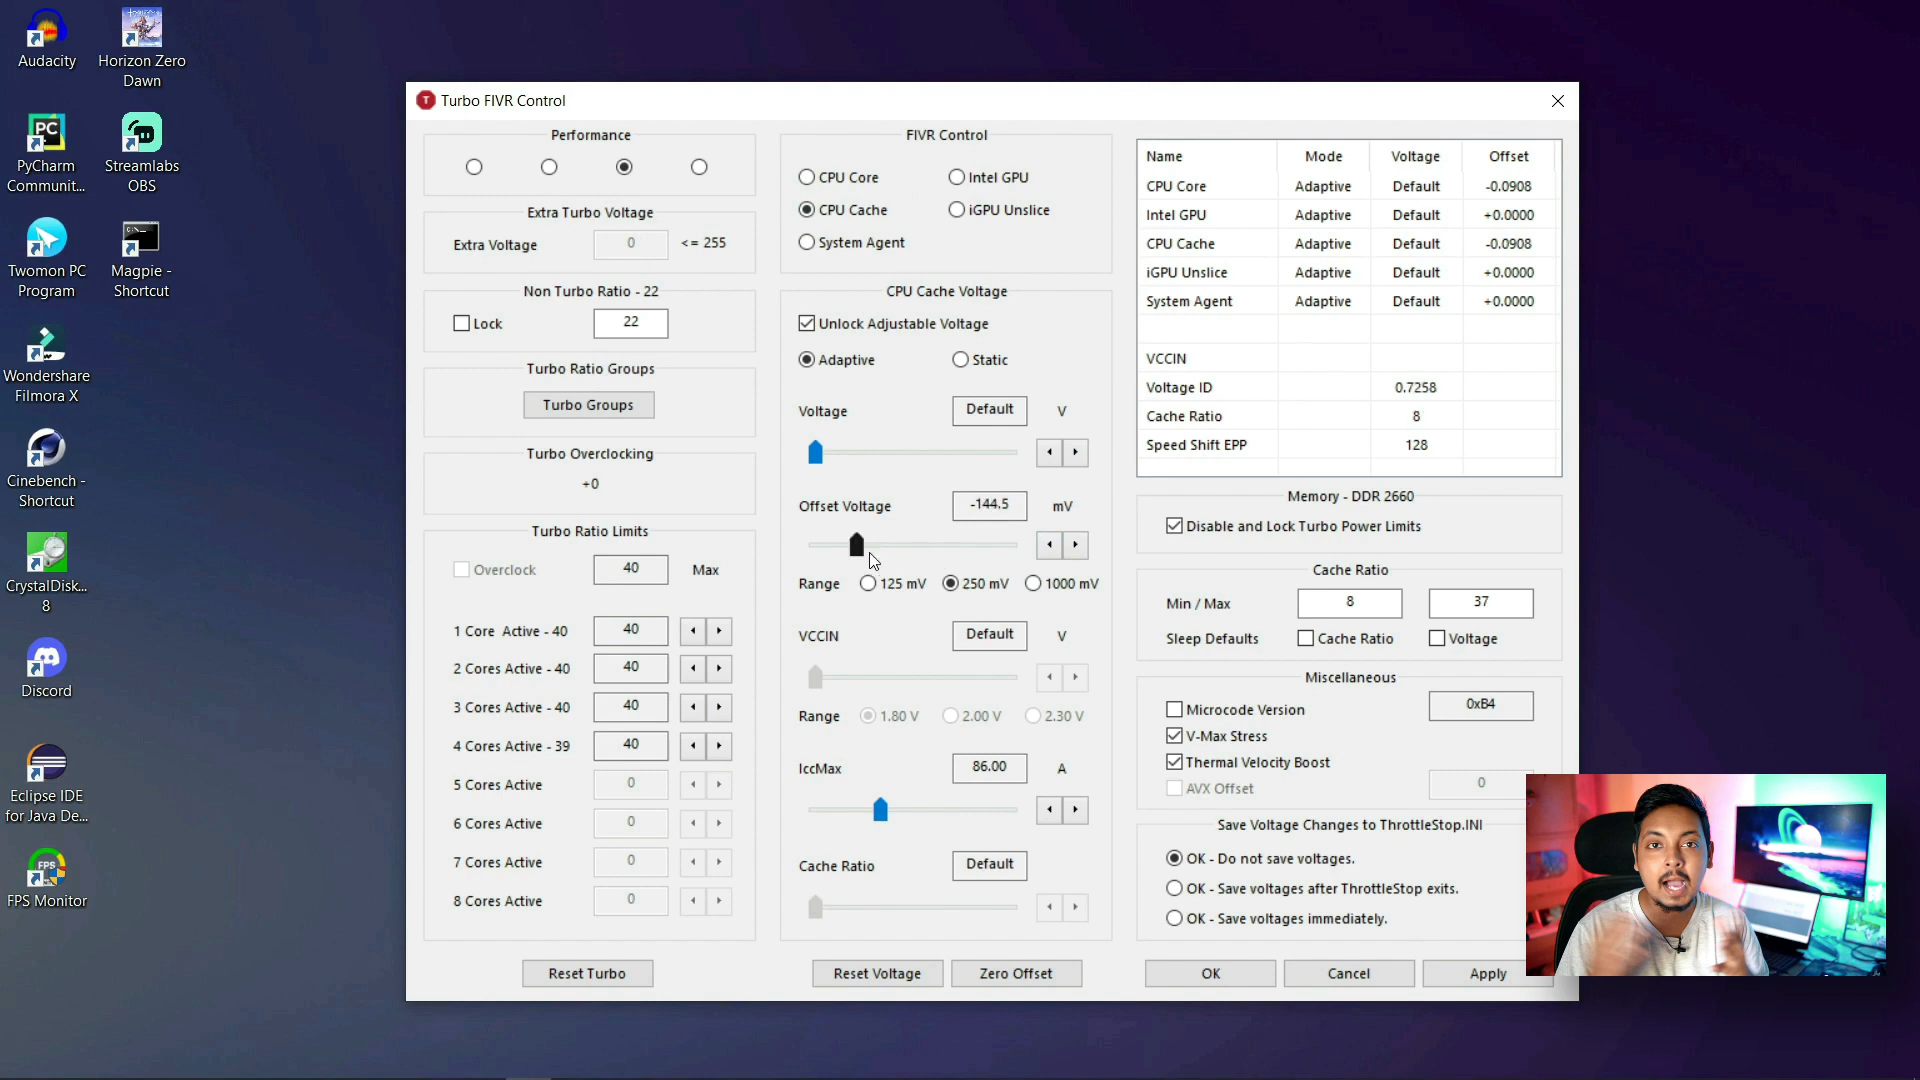 Audacity
Horizon Zero
Dawn
PyCharm
Communit...
Streamlabs
OBS
Twomon PC
Program
Magpie -
Shortcut
Wondershare
Filmora X
Cinebench -
Shortcut
CrystalDisk...
8
Discord
Eclipse IDE
for Java De...
FPS
FPS Monitor
T Turbo FIVR Control
Performance
Extra Turbo Voltage
Extra Voltage 0 <= 255
Non Turbo Ratio - 22
Lock 22
Turbo Ratio Groups
Turbo Groups
Turbo Overclocking
+0
Turbo Ratio Limits
Overclock 40 Max
1 Core Active - 40 40
2 Cores Active - 40 40
3 Cores Active - 40 40
4 Cores Active - 39 40
5 Cores Active 0
6 Cores Active 0
7 Cores Active 0
8 Cores Active 0
Reset Turbo
FIVR Control
CPU Core Intel GPU
CPU Cache iGPU Unslice
System Agent
CPU Cache Voltage
Unlock Adjustable Voltage
Adaptive Static
Voltage Default V
Offset Voltage -144.5 mV
Range 125 mV 250 mV 1000 mV
VCCIN Default V
Range 1.80 V 2.00 V 2.30 V
IccMax 86.00 A
Cache Ratio Default
Reset Voltage Zero Offset
Name Mode Voltage Offset
CPU Core Adaptive Default -0.0908
Intel GPU Adaptive Default +0.0000
CPU Cache Adaptive Default -0.0908
iGPU Unslice Adaptive Default +0.0000
System Agent Adaptive Default +0.0000
VCCIN
Voltage ID 0.7258
Cache Ratio 8
Speed Shift EPP 128
Memory - DDR 2660
Disable and Lock Turbo Power Limits
Cache Ratio
Min / Max 8 37
Sleep Defaults Cache Ratio Voltage
Miscellaneous
Microcode Version 0xB4
V-Max Stress
Thermal Velocity Boost
AVX Offset 0
Save Voltage Changes to ThrottleStop.INI
OK - Do not save voltages.
OK - Save voltages after ThrottleStop exits.
OK - Save voltages immediately.
OK Cancel Apply